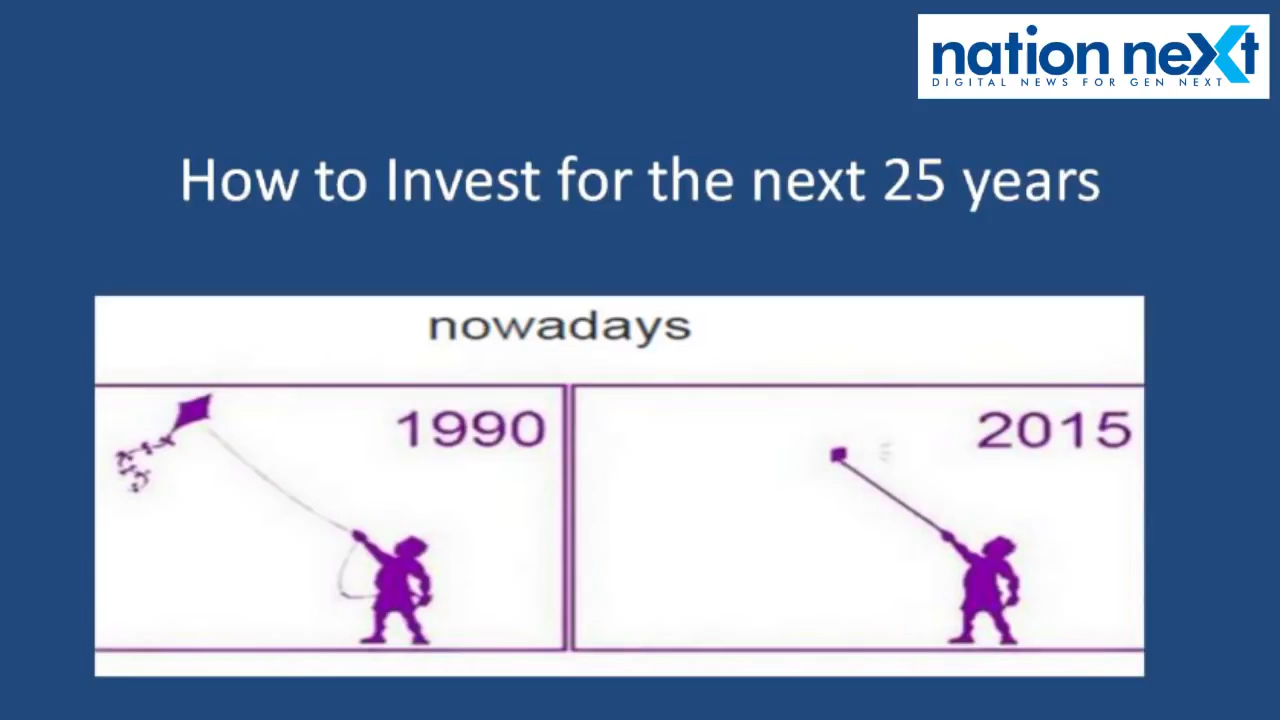 nation next
DIGITAL NEWS FOR GEN NEXT
How to Invest for the next 25 years
nowadays
1990
2015